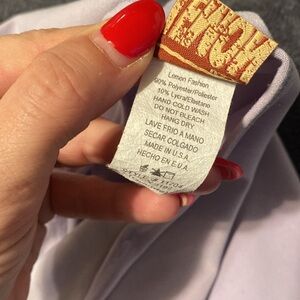 Lemon Fashion
90% Polyester/Poliester
10% Lycra/Elastano
HAND COLD WASH
DO NOT BLEACH
HANG DRY
LAVE FRIO A MANO
SECAR COLGADO
MADE IN U.S.A
HECHO EN E.U.A